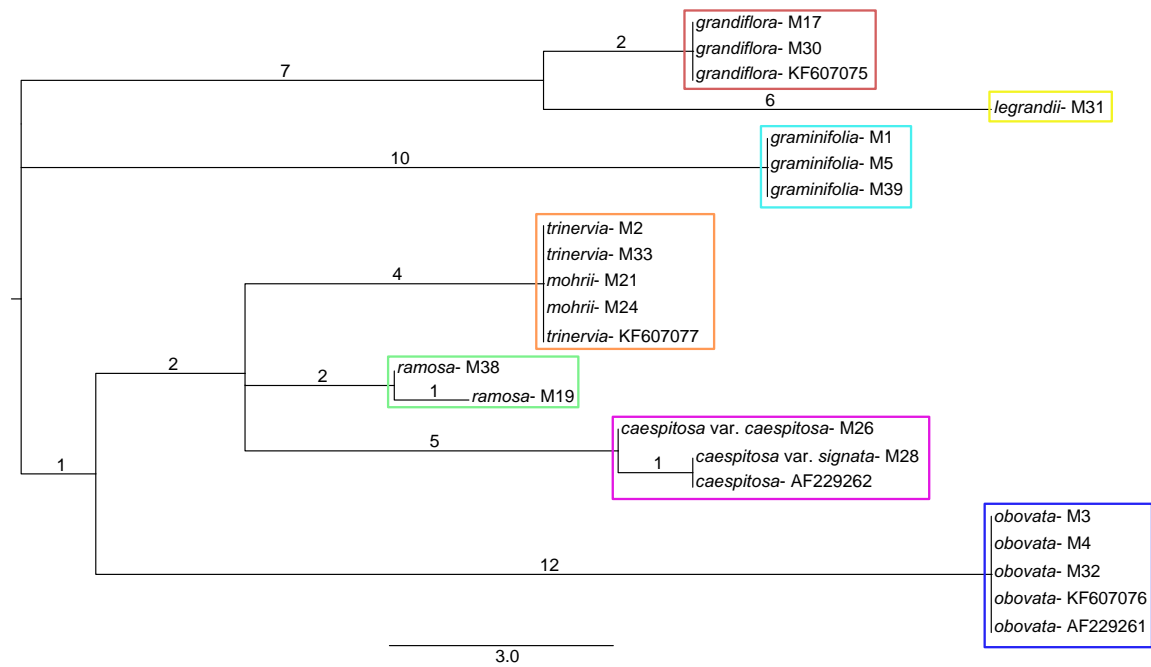 grandiflora- M17
2
grandiflora- M30
7
grandiflora- KF607075
6
legrandii- M31
graminifolia- M1
10
graminifolia- M5
graminifolia- M39
trinervia- M2
trinervia- M33
4
mohrii- M21
mohrii- M24
trinervia- KF607077
2
ramosa- M38
2
1
ramosa- M19
caespitosa var. caespitosa- M26
5
caespitosa var. signata- M28
1
1
caespitosa- AF229262
obovata- M3
obovata- M4
12
obovata- M32
obovata- KF607076
obovata- AF229261
3.0